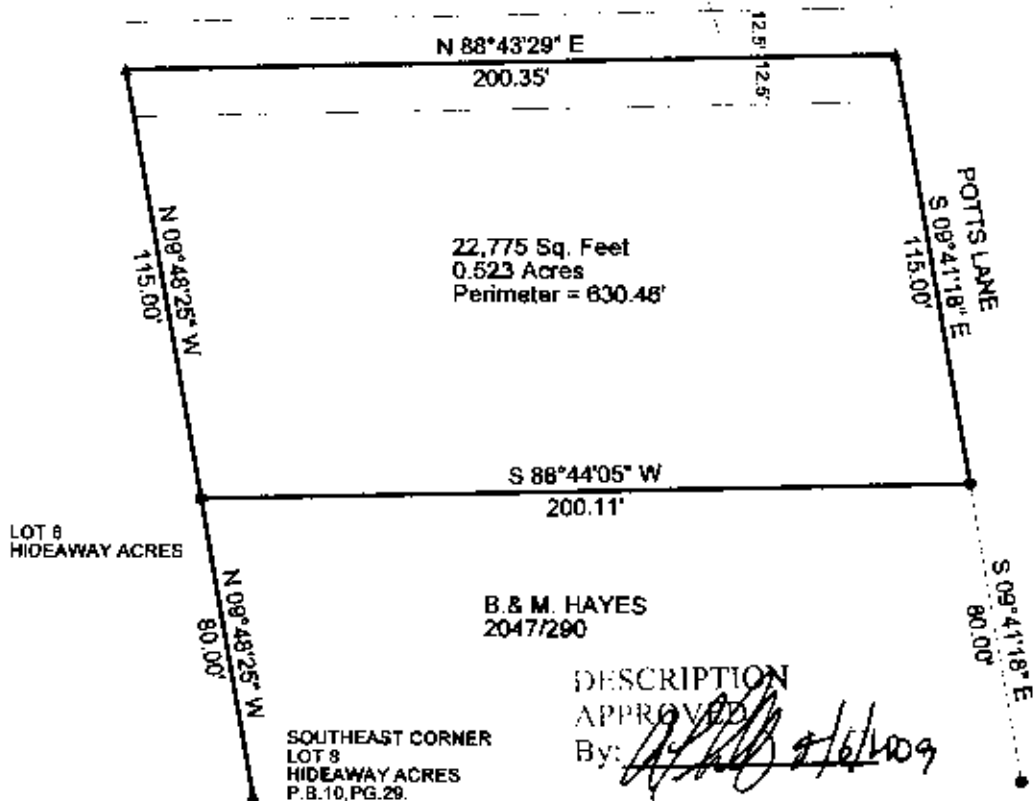 12.5' 12.5'
N 88°43'29" E
200.35'
POTTS LANE
S 09°41'18" E
115.00'
N 09°48'25" W
115.00'
22,775 Sq. Feet
0.523 Acres
Perimeter = 630.46'
S 88°44'05" W
200.11'
LOT 8
HIDEAWAY ACRES
N 09°48'25" W
80.00'
B.& M. HAYES
2047/290
S 09°41'18" E
80.00'
DESCRIPTION
APPROVED
By:
SOUTHEAST CORNER
LOT 8
HIDEAWAY ACRES
P.B.10,PG.29.